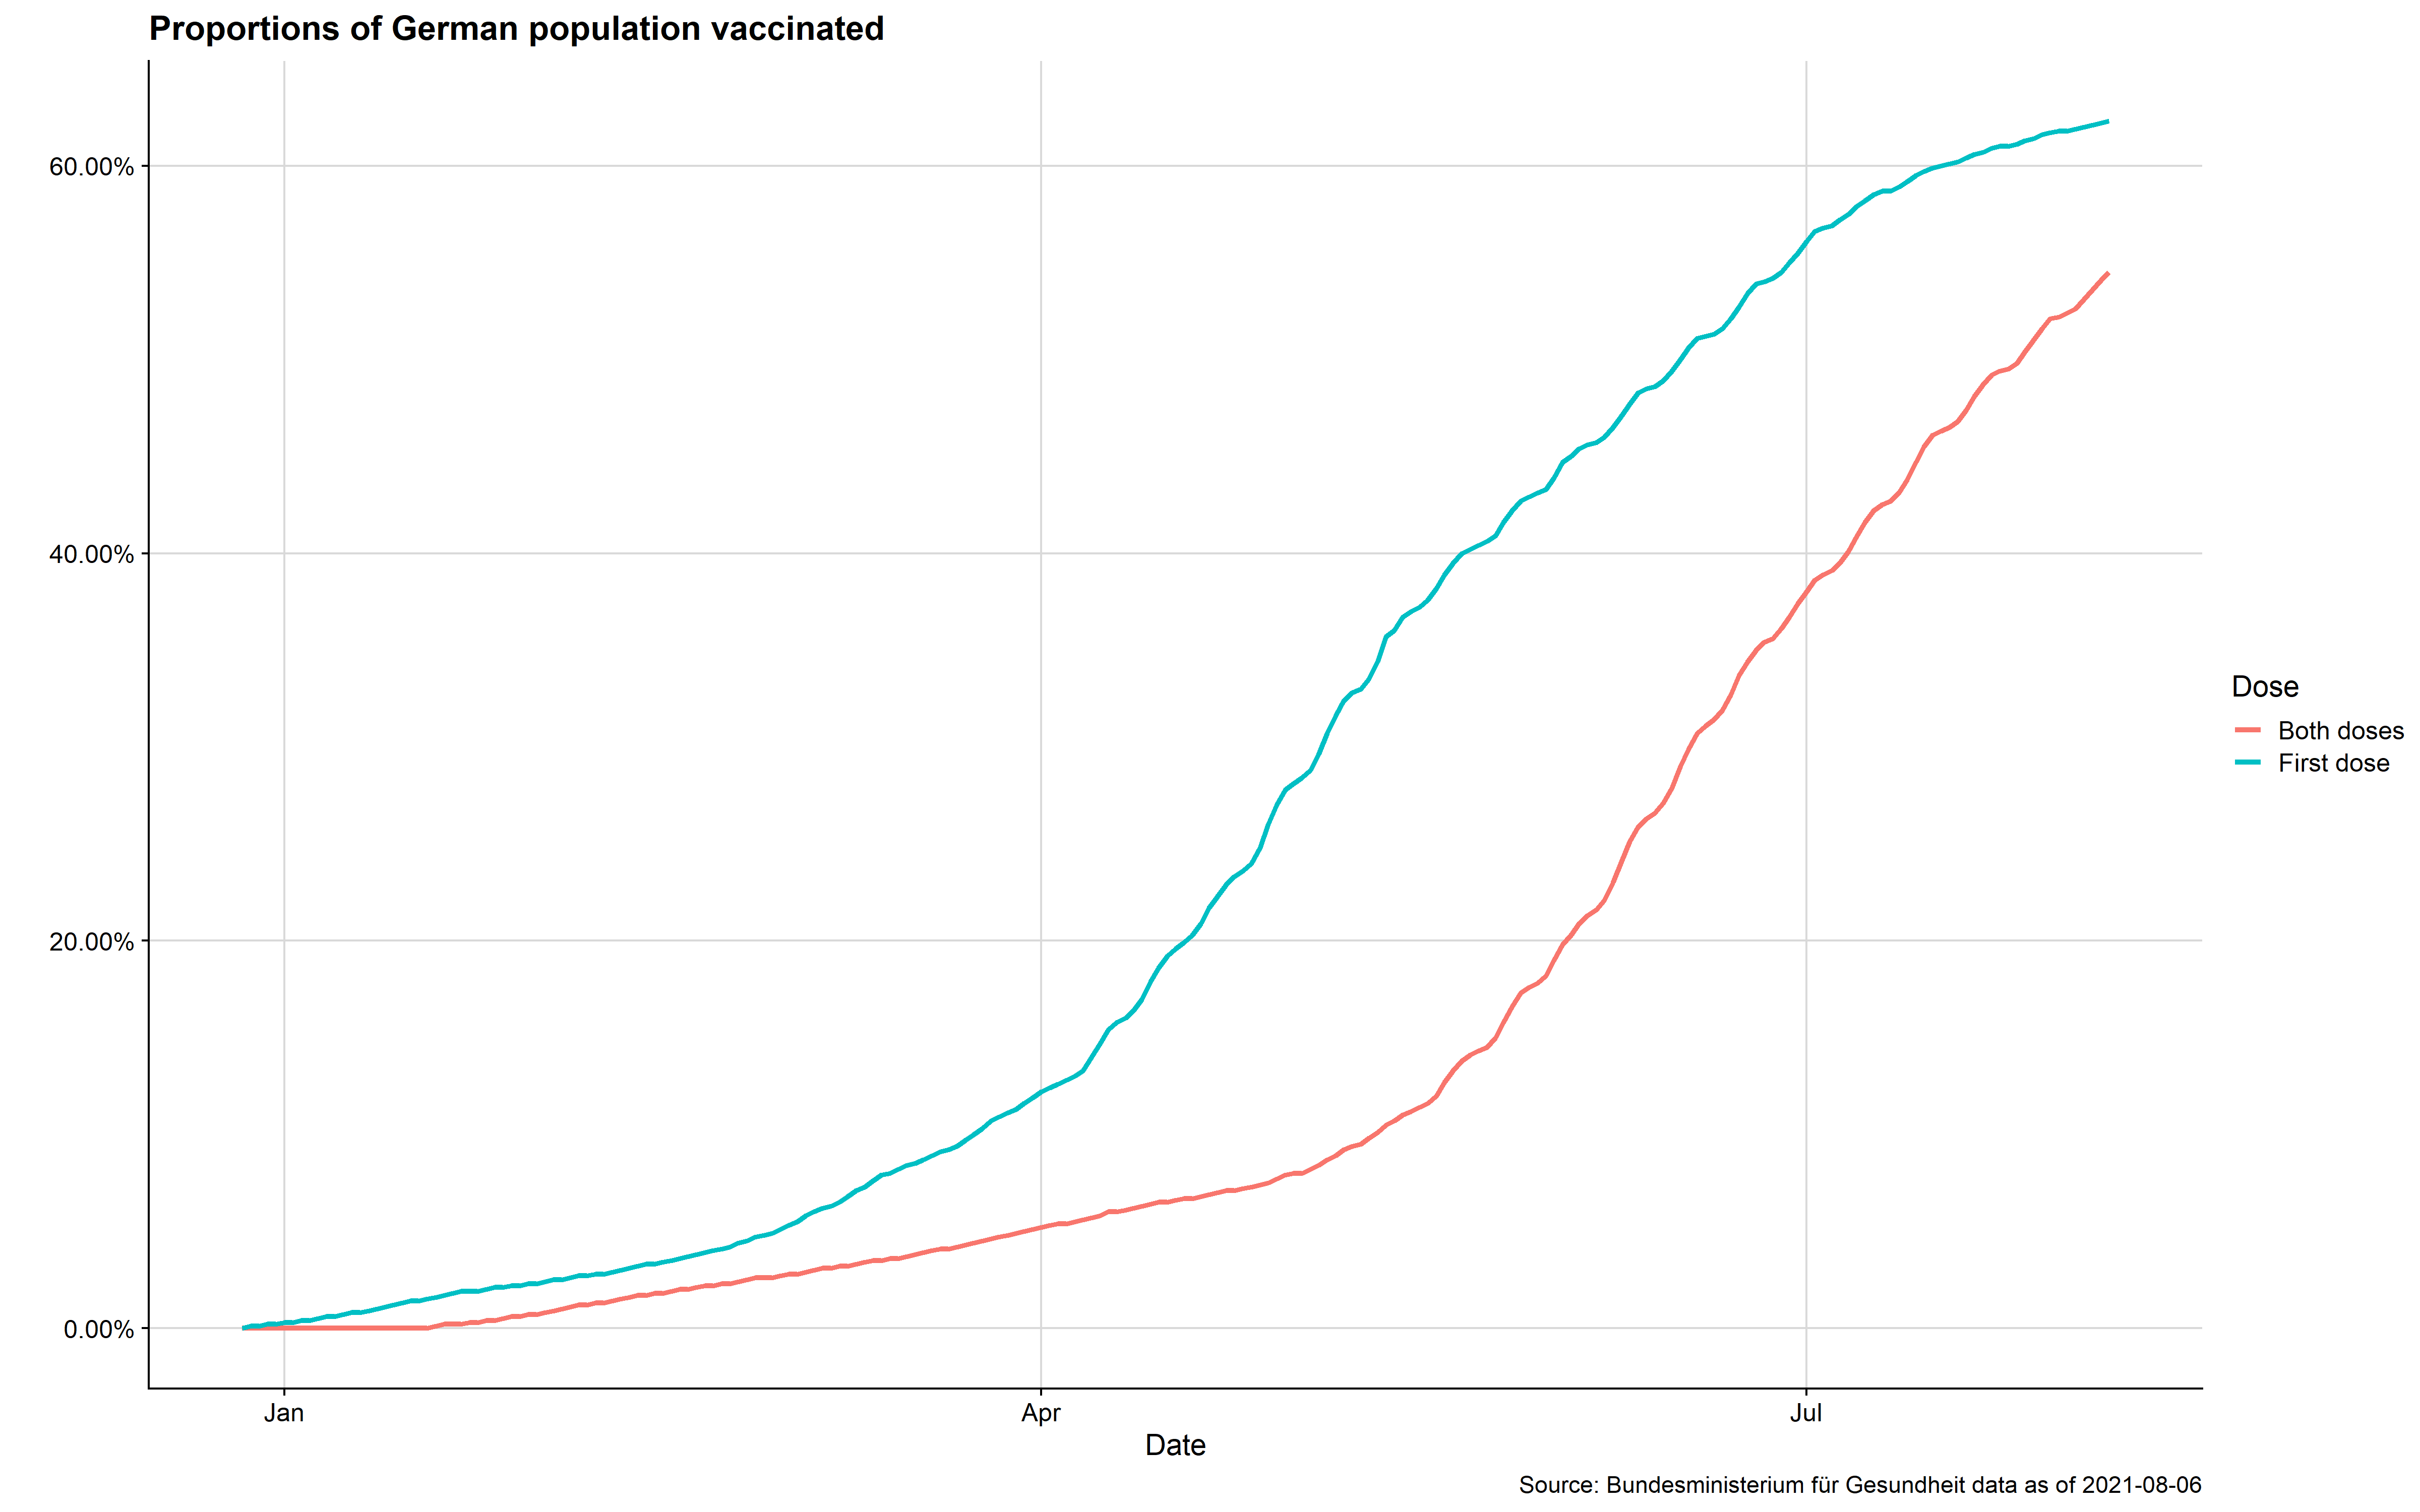 Proportions of German population vaccinated
60.00%
40.00%
20.00%
0.00%
Jan
Apr
Jul
Date
Dose
Both doses
First dose
Source: Bundesministerium für Gesundheit data as of 2021-08-06